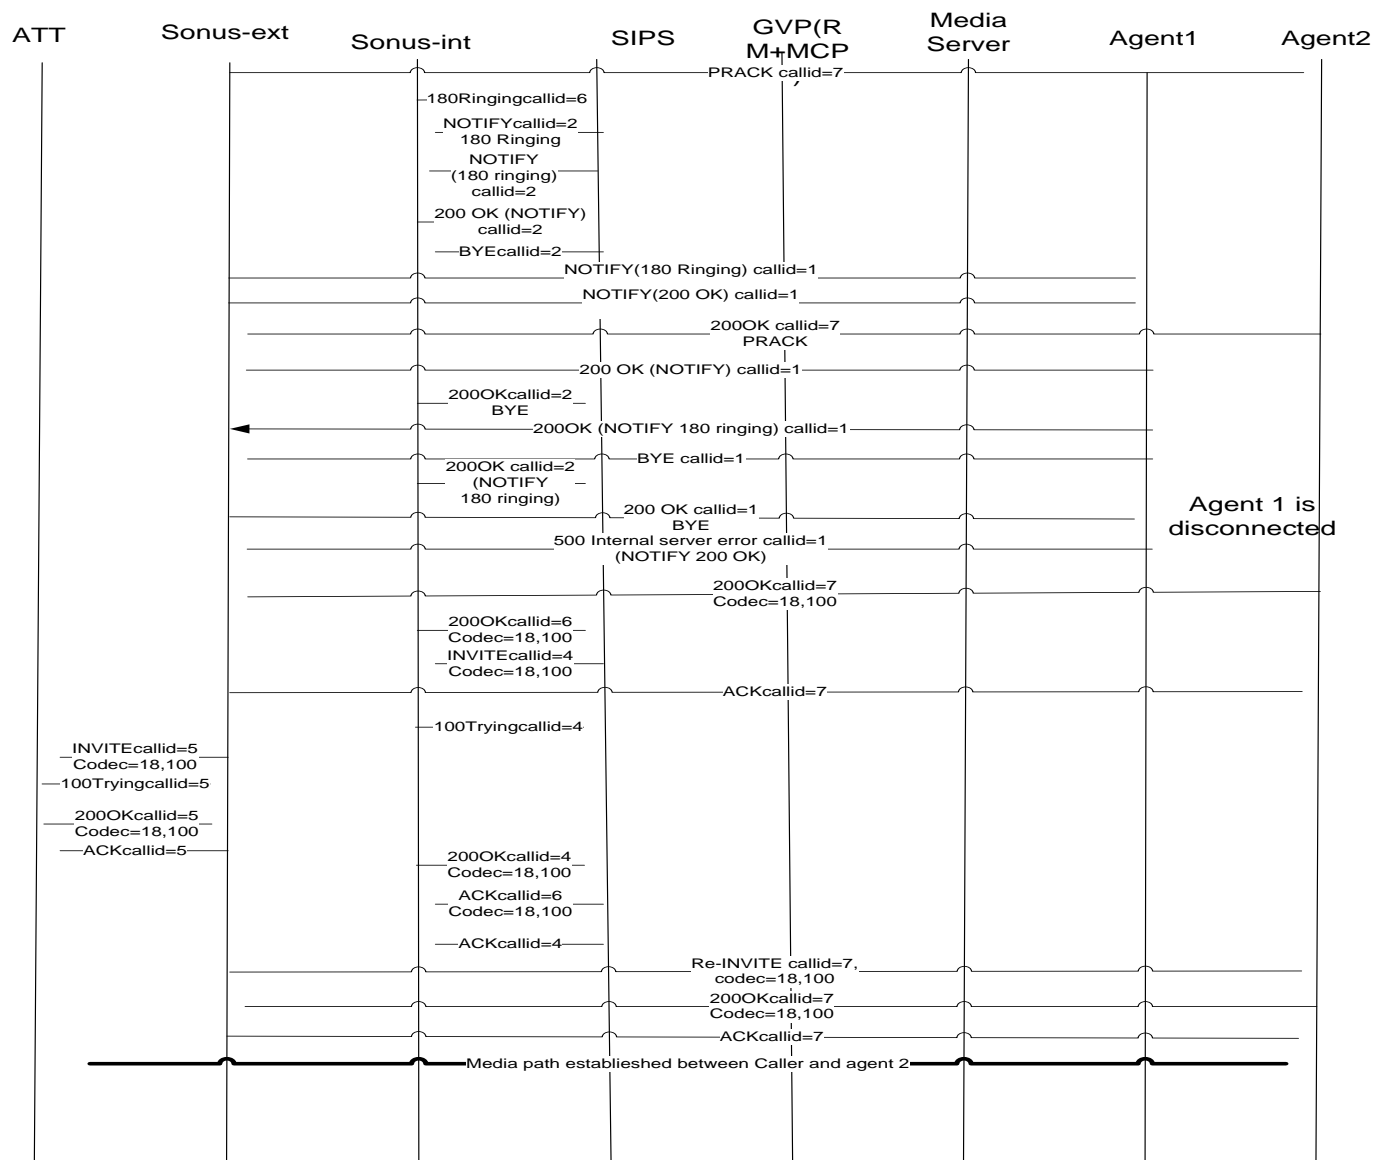 ATT
Sonus-ext
Sonus-int
SIPS
GVP(R
M+MCP
)
Media
Server
Agent1
Agent2
PRACK callid=7
180Ringingcallid=6
NOTIFYcallid=2
180 Ringing
NOTIFY
(180 ringing)
callid=2
200 OK (NOTIFY)
callid=2
BYEcallid=2
NOTIFY(180 Ringing) callid=1
NOTIFY(200 OK) callid=1
200OK callid=7
PRACK
200 OK (NOTIFY) callid=1
200OKcallid=2
BYE
200OK (NOTIFY 180 ringing) callid=1
BYE callid=1
200OK callid=2
(NOTIFY
180 ringing)
Agent 1 is
disconnected
200 OK callid=1
BYE
500 Internal server error callid=1
(NOTIFY 200 OK)
200OKcallid=7
Codec=18,100
200OKcallid=6
Codec=18,100
INVITEcallid=4
Codec=18,100
ACKcallid=7
100Tryingcallid=4
INVITEcallid=5
Codec=18,100
100Tryingcallid=5
200OKcallid=5
Codec=18,100
ACKcallid=5
200OKcallid=4
Codec=18,100
ACKcallid=6
Codec=18,100
ACKcallid=4
Re-INVITE callid=7,
codec=18,100
200OKcallid=7
Codec=18,100
ACKcallid=7
Media path establieshed between Caller and agent 2